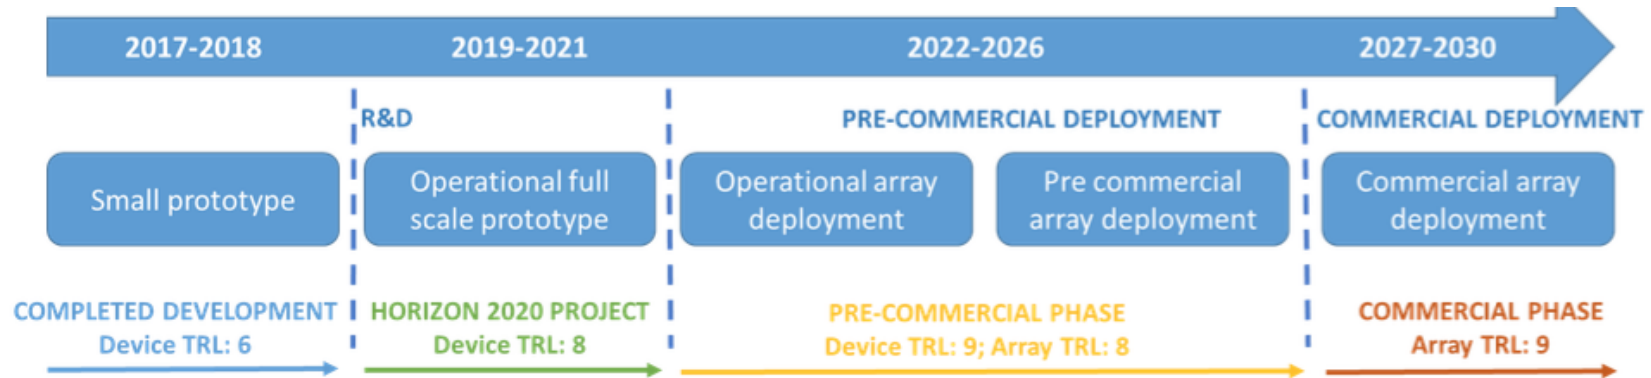 2017-2018
2019-2021
2022-2026
2027-2030
R&D
PRE-COMMERCIAL DEPLOYMENT
COMMERCIAL DEPLOYMENT
Small prototype
Operational full
scale prototype
Operational array
deployment
Pre commercial
array deployment
Commercial array
deployment
COMPLETED DEVELOPMENT
Device TRL: 6
HORIZON 2020 PROJECT
Device TRL: 8
PRE-COMMERCIAL PHASE
Device TRL: 9; Array TRL: 8
COMMERCIAL PHASE
Array TRL: 9